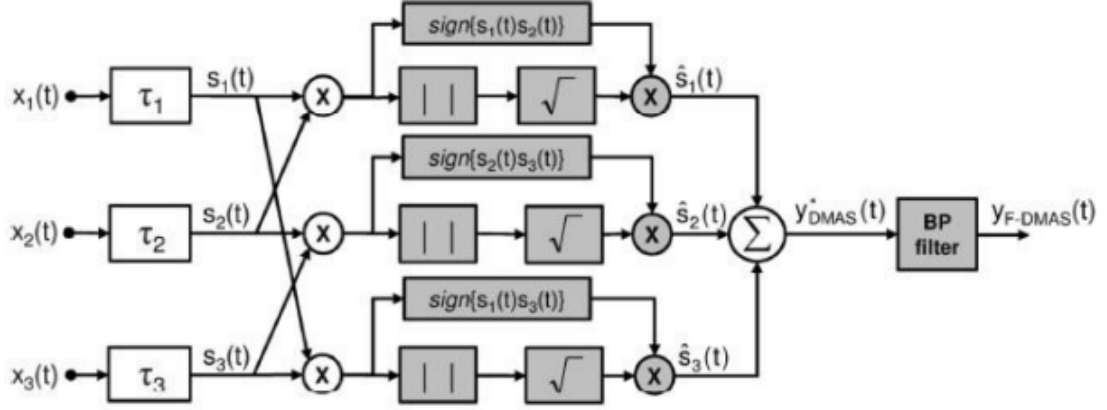 sign{s₁(t)s₂(t)}
x₁(t) τ₁ s₁(t) X | | √ X ŝ₁(t)
sign{s₂(t)s₃(t)}
x₂(t) τ₂ s₂(t) X | | √ X ŝ₂(t) Σ y*DMAS(t) BP filter yF-DMAS(t)
sign{s₁(t)s₃(t)}
x₃(t) τ₃ s₃(t) X | | √ X ŝ₃(t)